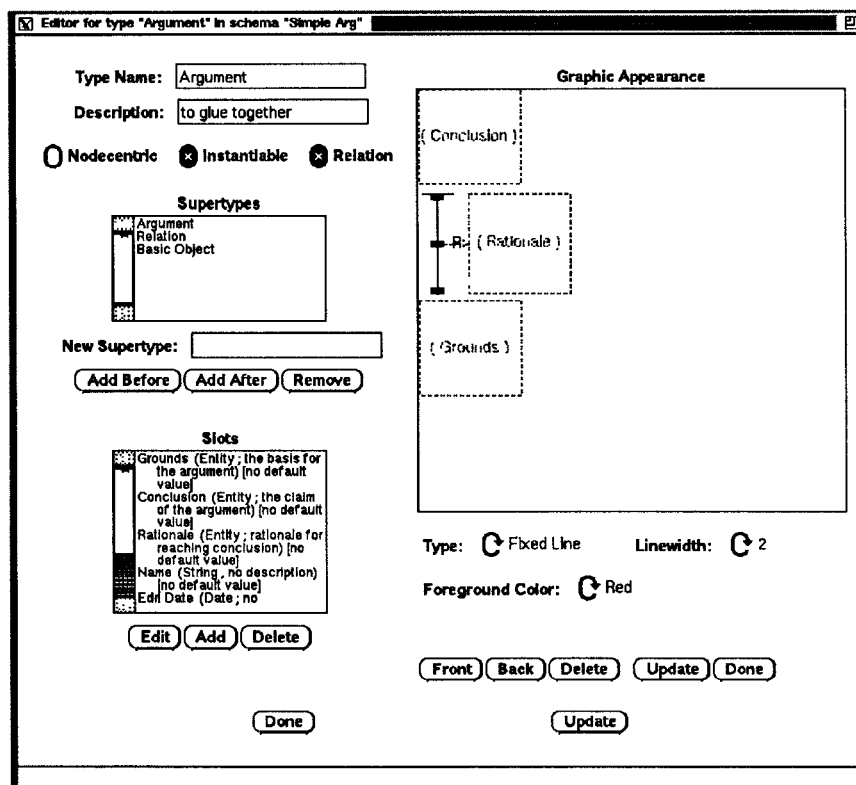 Editor for type "Argument" in schema "Simple Arg"
Type Name: Argument
Description: to glue together
Nodecentric Instantiable Relation
Supertypes
Argument
Relation
Basic Object
New Supertype:
Add Before Add After Remove
Slots
Grounds (Entity ; the basis for
the argument) [no default
value]
Conclusion (Entity ; the claim
of the argument) [no default
value]
Rationale (Entity ; rationale for
reaching conclusion) [no
default value]
Name (String ; no description)
[no default value]
Edit Date (Date ; no
Edit Add Delete
Done
Graphic Appearance
( Conclusion )
R: ( Rationale )
( Grounds )
Type: Fixed Line Linewidth: 2
Foreground Color: Red
Front Back Delete Update Done
Update